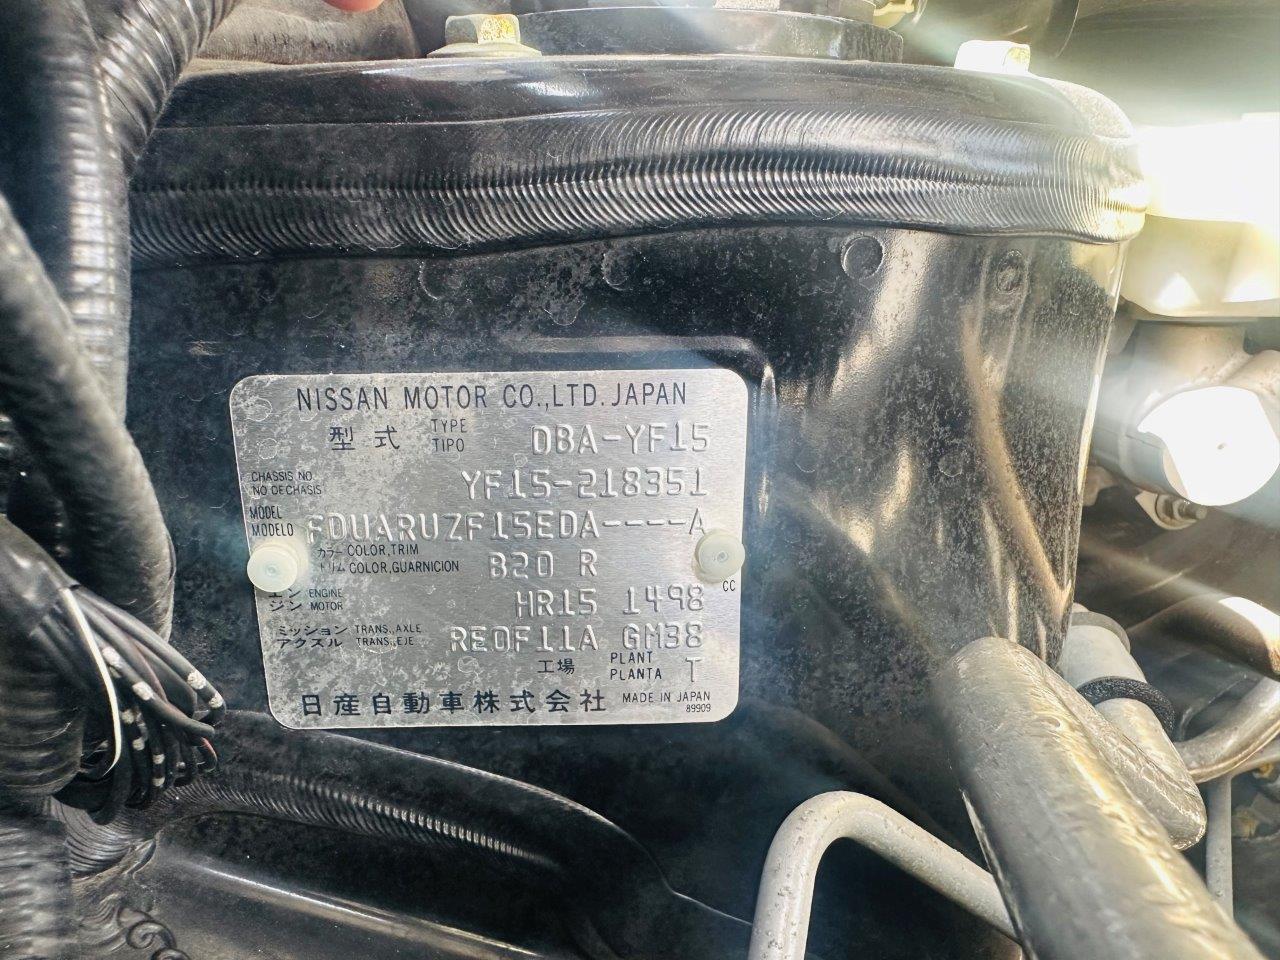 NISSAN MOTOR CO.,LTD. JAPAN
型式 TYPE TIPO DBA-YF15
CHASSIS NO. NO DE CHASIS YF15-218351
MODEL MODELO FDUARUZF15EDA----A
カラー COLOR,TRIM
トリム COLOR,GUARNICION B20 R
エンジン ENGINE MOTOR HR15 1498 CC
ミッション TRANS.,AXLE
アクスル TRANS.,EJE RE0F11A GM38
工場 PLANT PLANTA T
日産自動車株式会社 MADE IN JAPAN
89909